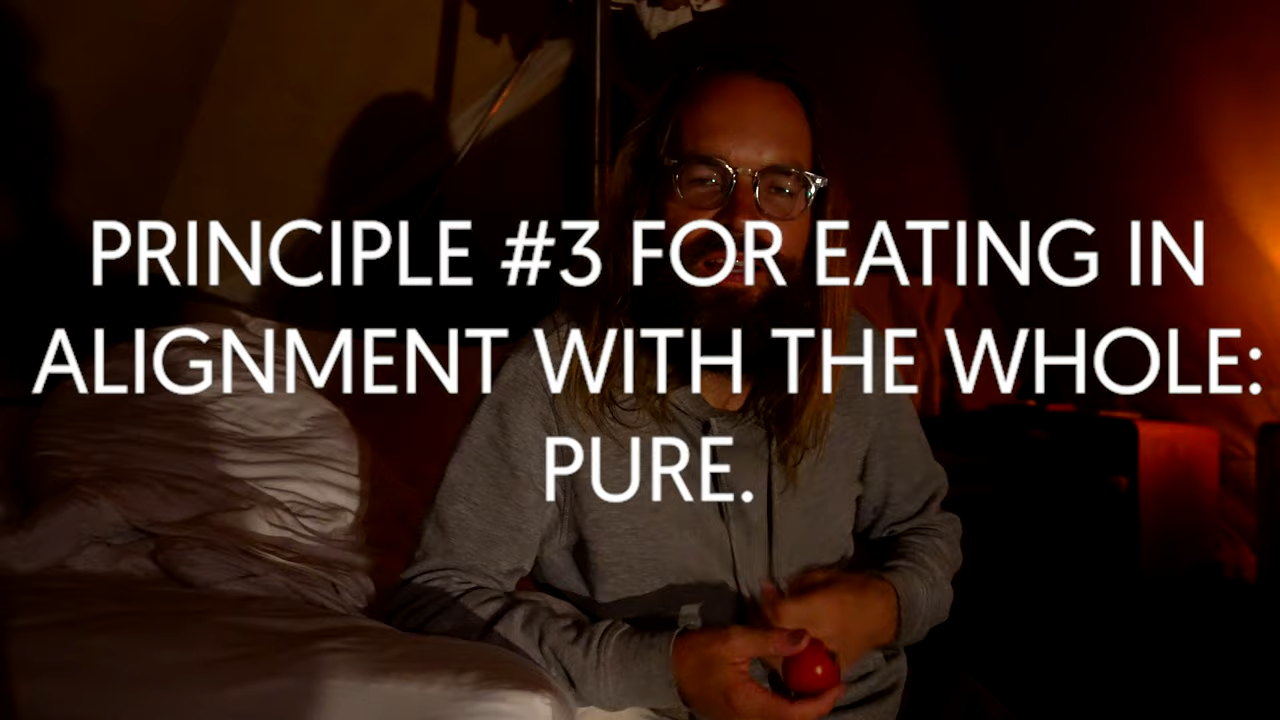 PRINCIPLE #3 FOR EATING IN
ALIGNMENT WITH THE WHOLE:
PURE.